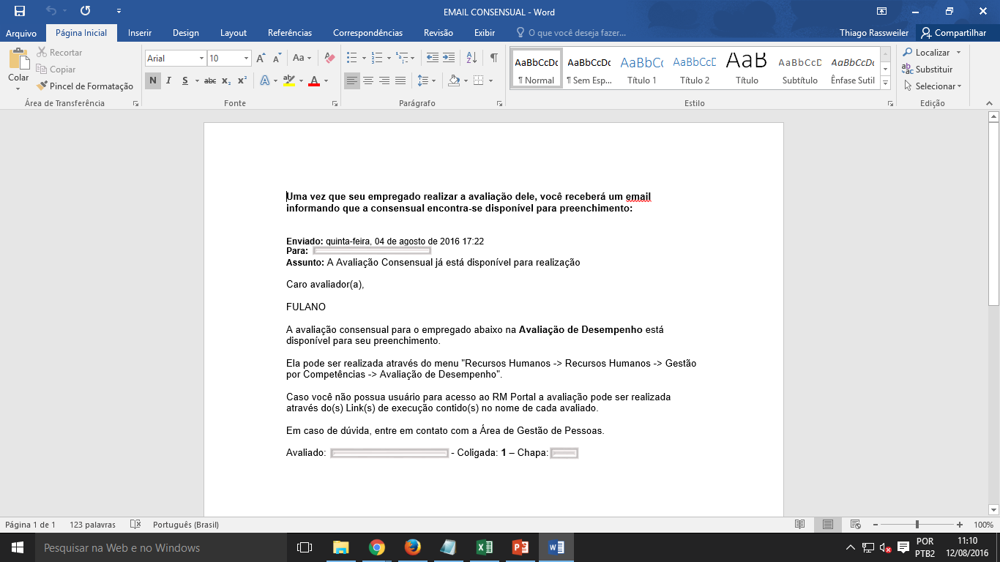 EMAIL CONSENSUAL - Word
Arquivo Página Inicial Inserir Design Layout Referências Correspondências Revisão Exibir O que você deseja fazer... Thiago Rassweiler Compartilhar
Colar
Recortar
Copiar
Pincel de Formatação
Área de Transferência
Arial 10 A A Aa
N I S abc x₂ x² A ab A
Fonte
Parágrafo
AaBbCcDc AaBbCcDc AaBbCc AaBbCcD AaB AaBbCcD AaBbCcDc
¶ Normal ¶ Sem Esp... Título 1 Título 2 Título Subtítulo Ênfase Sutil
Estilo
Localizar
Substituir
Selecionar
Edição
Uma vez que seu empregado realizar a avaliação dele, você receberá um email
informando que a consensual encontra-se disponível para preenchimento:
Enviado: quinta-feira, 04 de agosto de 2016 17:22
Para:
Assunto: A Avaliação Consensual já está disponível para realização
Caro avaliador(a),
FULANO
A avaliação consensual para o empregado abaixo na Avaliação de Desempenho está
disponível para seu preenchimento.
Ela pode ser realizada através do menu "Recursos Humanos -> Recursos Humanos -> Gestão
por Competências -> Avaliação de Desempenho".
Caso você não possua usuário para acesso ao RM Portal a avaliação pode ser realizada
através do(s) Link(s) de execução contido(s) no nome de cada avaliado.
Em caso de dúvida, entre em contato com a Área de Gestão de Pessoas.
Avaliado: - Coligada: 1 – Chapa:
Página 1 de 1 123 palavras Português (Brasil) 100%
Pesquisar na Web e no Windows
POR 11:10
PTB2 12/08/2016